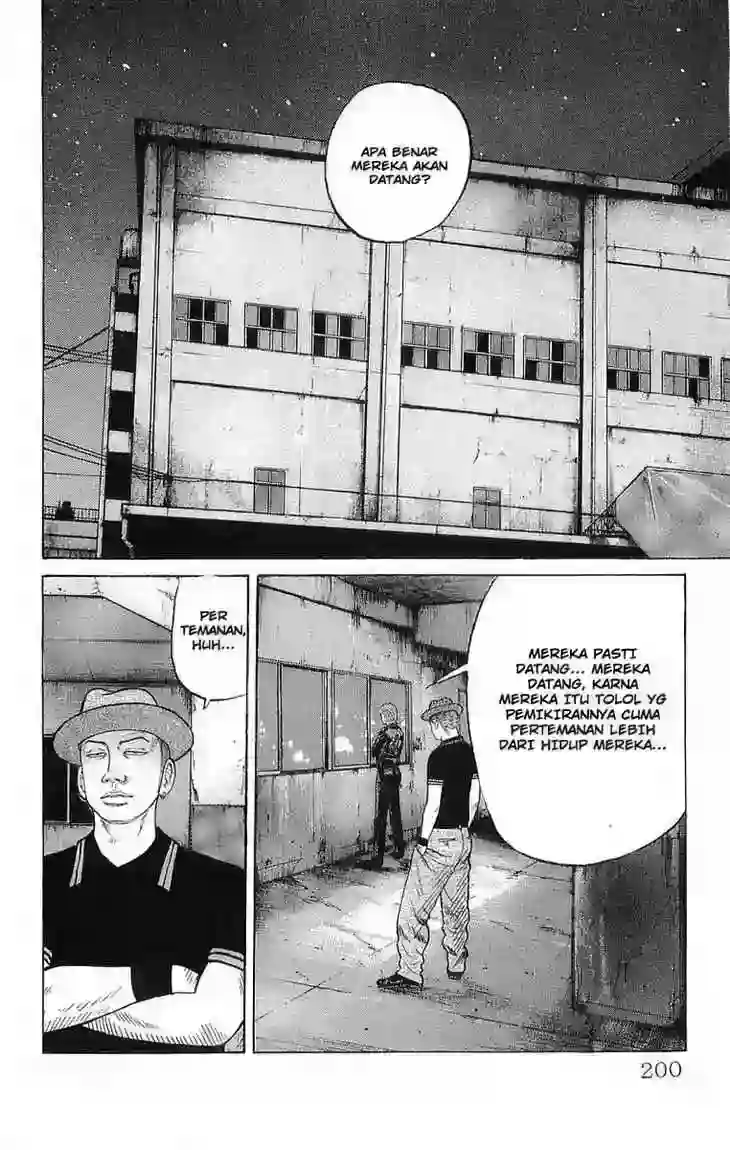 APA BENAR
MEREKA AKAN
DATANG?
MEREKA PASTI
DATANG... MEREKA
DATANG, KARNA
MEREKA ITU TOLOL YG
PEMIKIRANNYA CUMA
PERTEMANAN LEBIH
DARI HIDUP MEREKA...
PER
TEMANAN,
HUH...
200